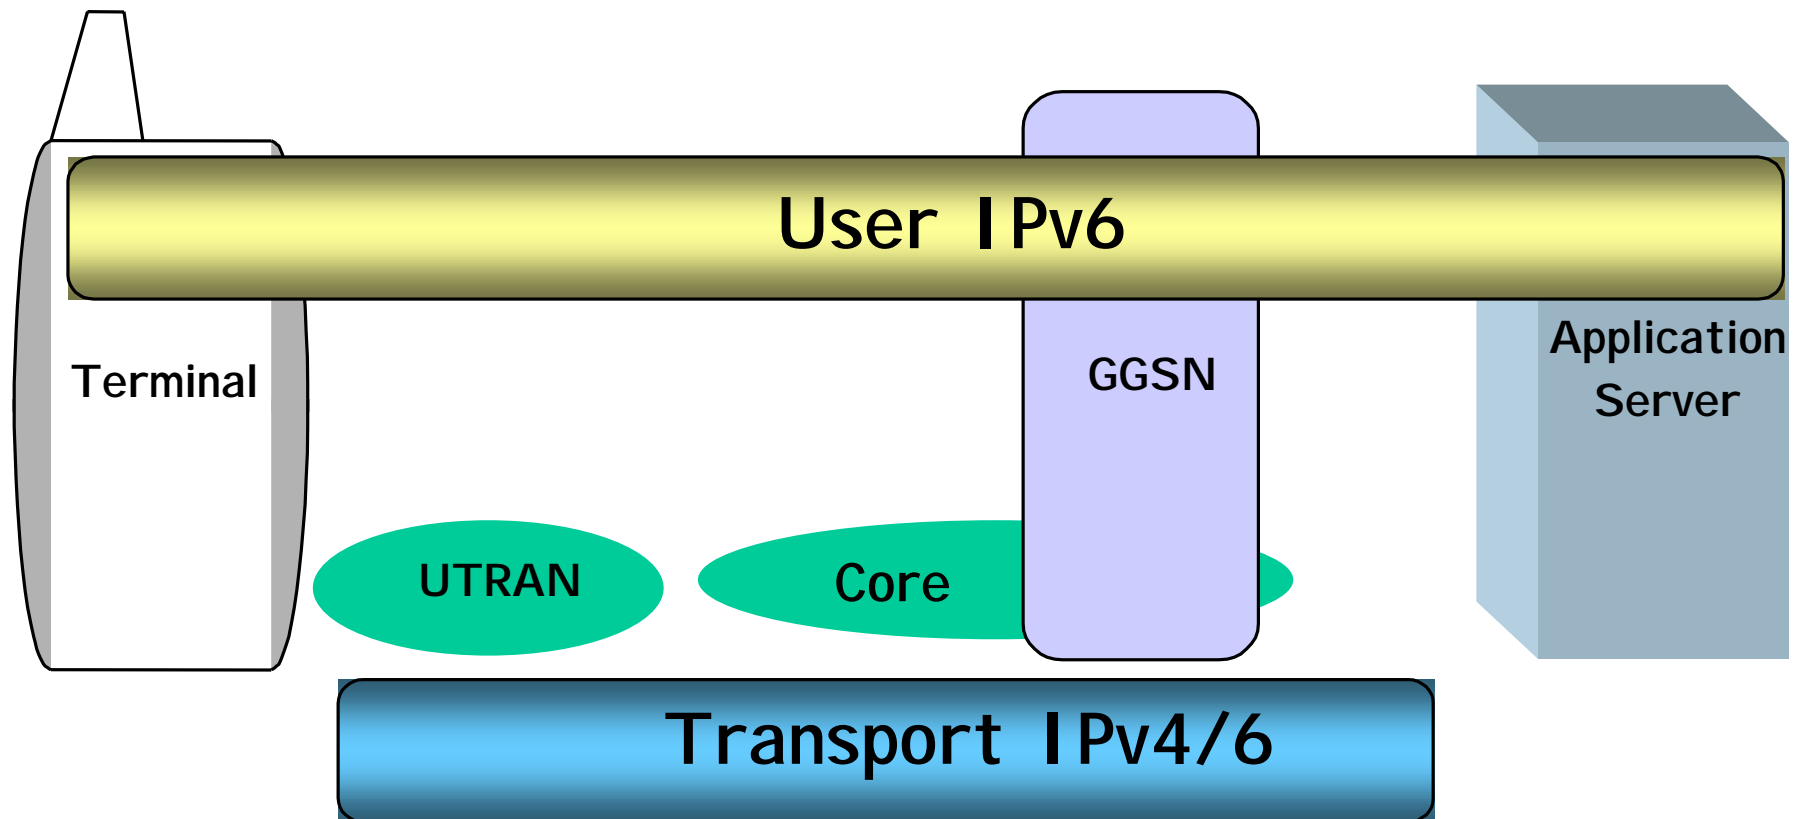 User IPv6
Terminal
GGSN
Application
Server
UTRAN
Core
Transport IPv4/6